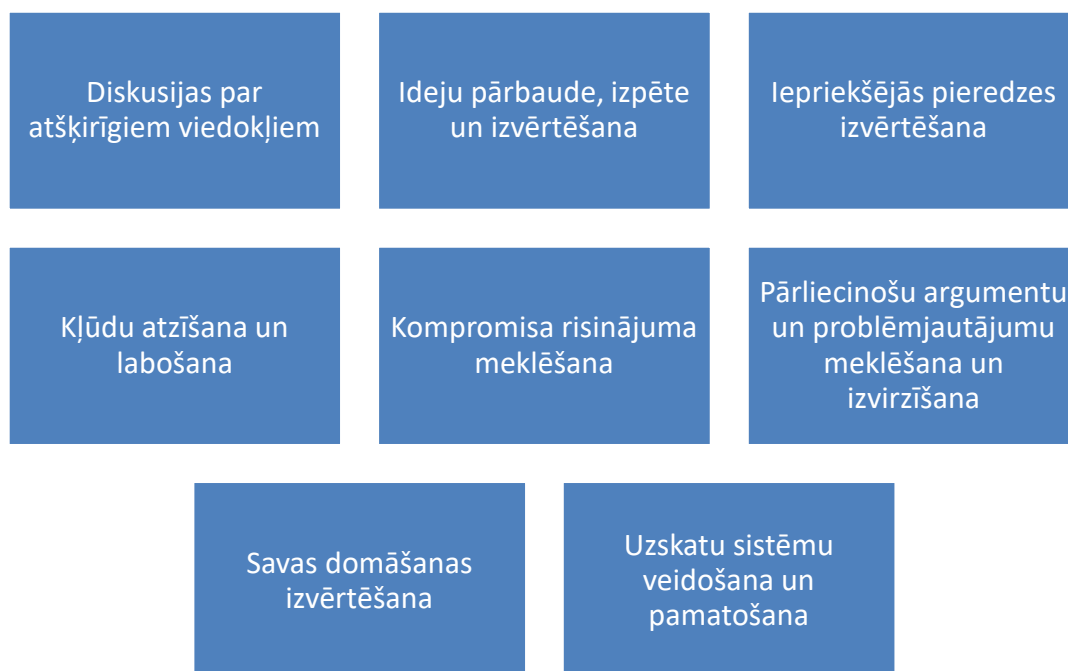 Diskusijas par
atšķirīgiem viedokļiem
Ideju pārbaude, izpēte
un izvērtēšana
Iepriekšējās pieredzes
izvērtēšana
Kļūdu atzīšana un
labošana
Kompromisa risinājuma
meklēšana
Pārliecinošu argumentu
un problēmjautājumu
meklēšana un
izvirzīšana
Savas domāšanas
izvērtēšana
Uzskatu sistēmu
veidošana un
pamatošana